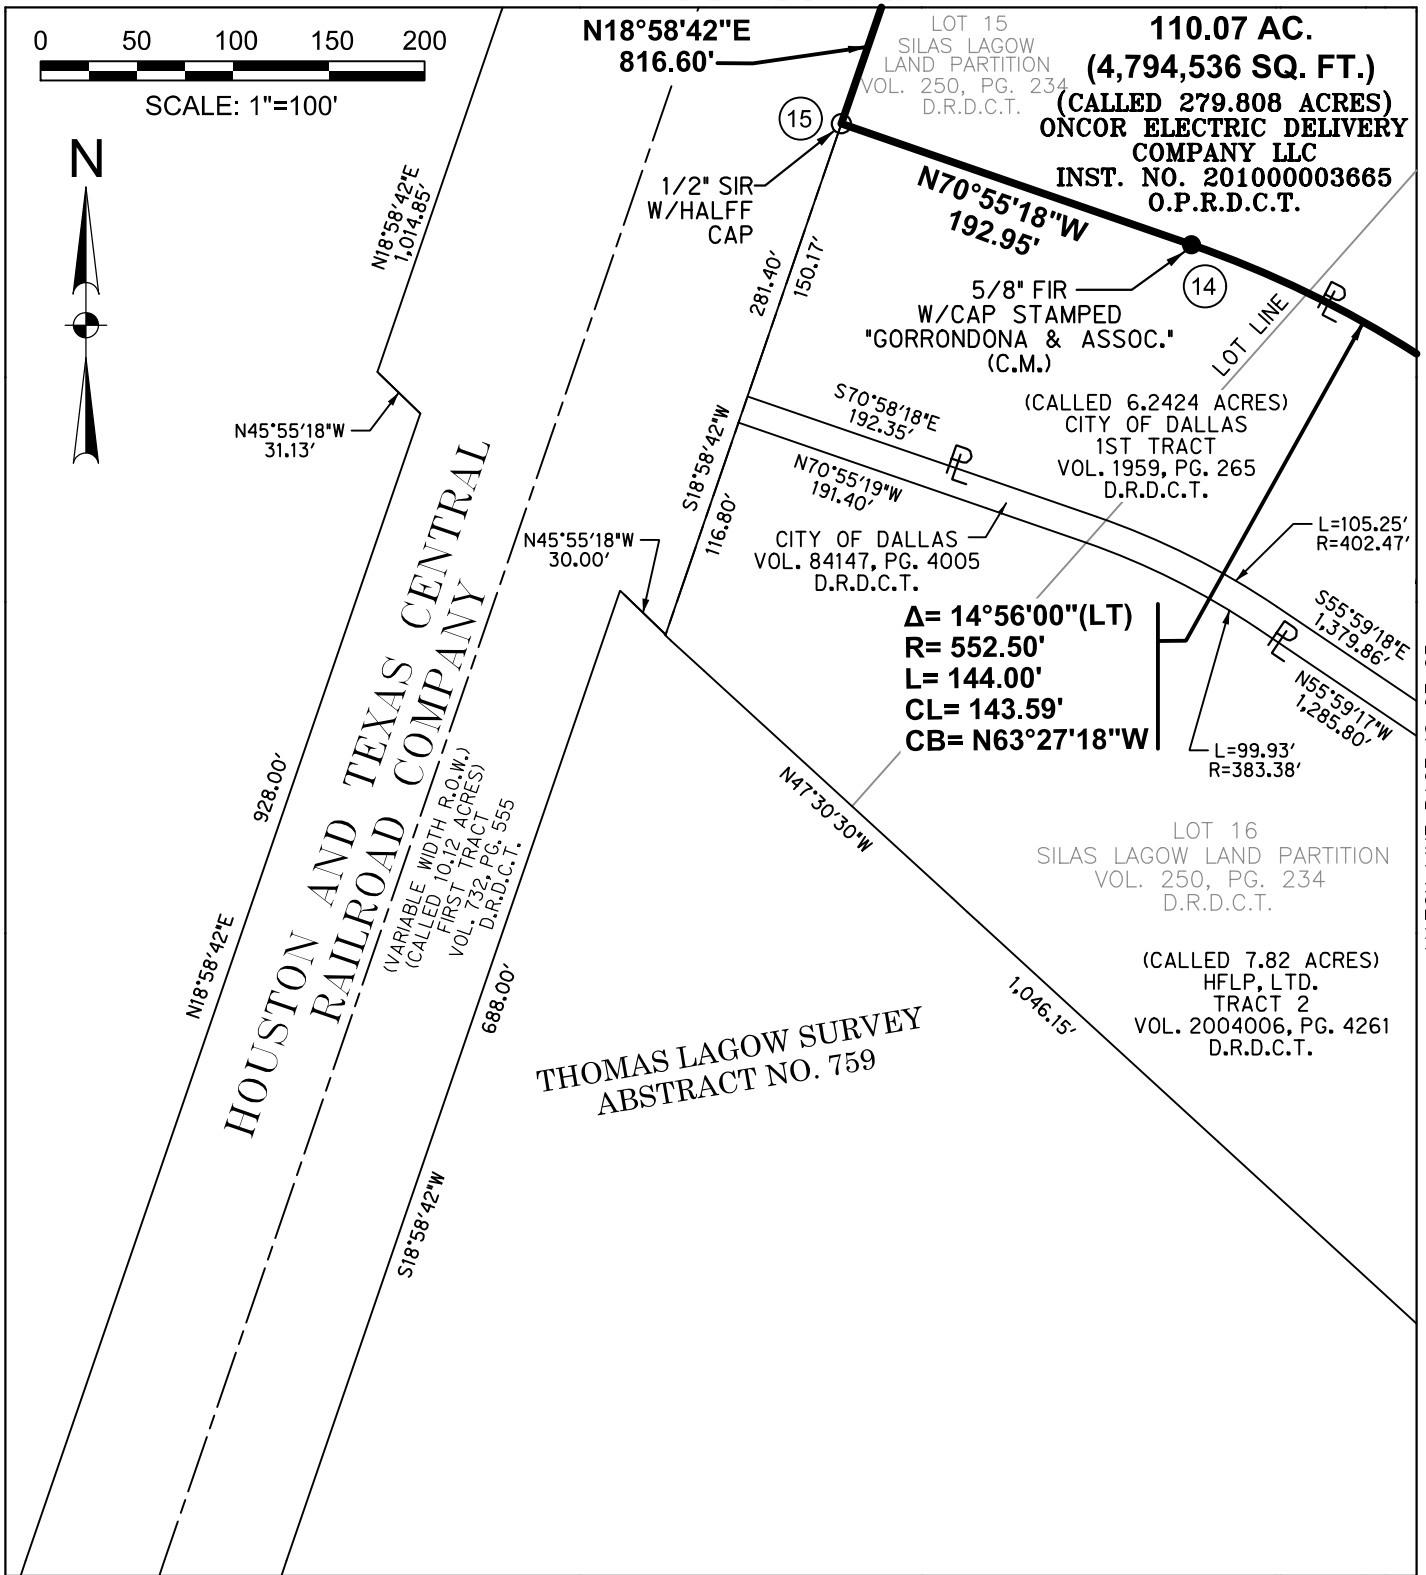 0 50 100 150 200
SCALE: 1"=100'
N
N18°58'42"E
816.60'
LOT 15
SILAS LAGOW
LAND PARTITION
VOL. 250, PG. 234
D.R.D.C.T.
110.07 AC.
(4,794,536 SQ. FT.)
(CALLED 279.808 ACRES)
ONCOR ELECTRIC DELIVERY
COMPANY LLC
INST. NO. 201000003665
O.P.R.D.C.T.
15
1/2" SIR
W/HALFF
CAP
N70°55'18"W
192.95'
14
5/8" FIR
W/CAP STAMPED
"GORRONDONA & ASSOC."
(C.M.)
LOT LINE
PL
N18°58'42"E
1,014.85'
281.40'
150.17'
N45°55'18"W
31.13'
S70°58'18"E
192.35'
PL
N70°55'19"W
191.40'
(CALLED 6.2424 ACRES)
CITY OF DALLAS
1ST TRACT
VOL. 1959, PG. 265
D.R.D.C.T.
S18°58'42"W
116.80'
N45°55'18"W
30.00'
CITY OF DALLAS
VOL. 84147, PG. 4005
D.R.D.C.T.
L=105.25'
R=402.47'
S55°59'18"E
1,379.86'
PL
N55°59'17"W
1,285.80'
Δ= 14°56'00"(LT)
R= 552.50'
L= 144.00'
CL= 143.59'
CB= N63°27'18"W
L=99.93'
R=383.38'
HOUSTON AND TEXAS CENTRAL
RAILROAD COMPANY
(VARIABLE WIDTH R.O.W.)
(CALLED 10.12 ACRES)
FIRST TRACT
VOL. 732, PG. 555
D.R.D.C.T.
928.00'
N18°58'42"E
688.00'
S18°58'42"W
N47°30'30"W
1,046.15'
LOT 16
SILAS LAGOW LAND PARTITION
VOL. 250, PG. 234
D.R.D.C.T.
(CALLED 7.82 ACRES)
HFLP, LTD.
TRACT 2
VOL. 2004006, PG. 4261
D.R.D.C.T.
THOMAS LAGOW SURVEY
ABSTRACT NO. 759